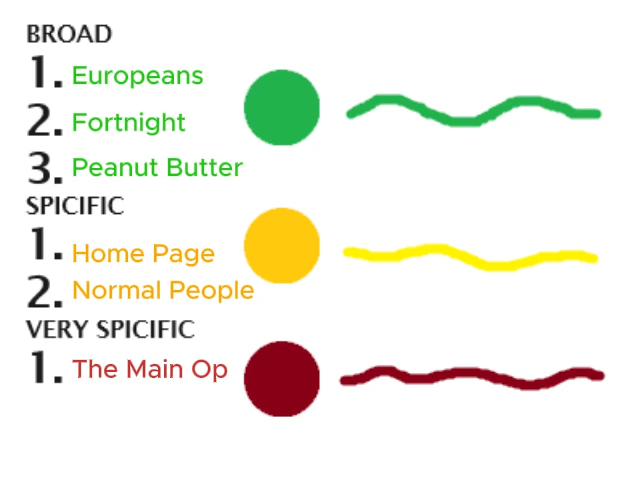 BROAD
1. Europeans
2. Fortnight
3. Peanut Butter
SPICIFIC
1. Home Page
2. Normal People
VERY SPICIFIC
1. The Main Op